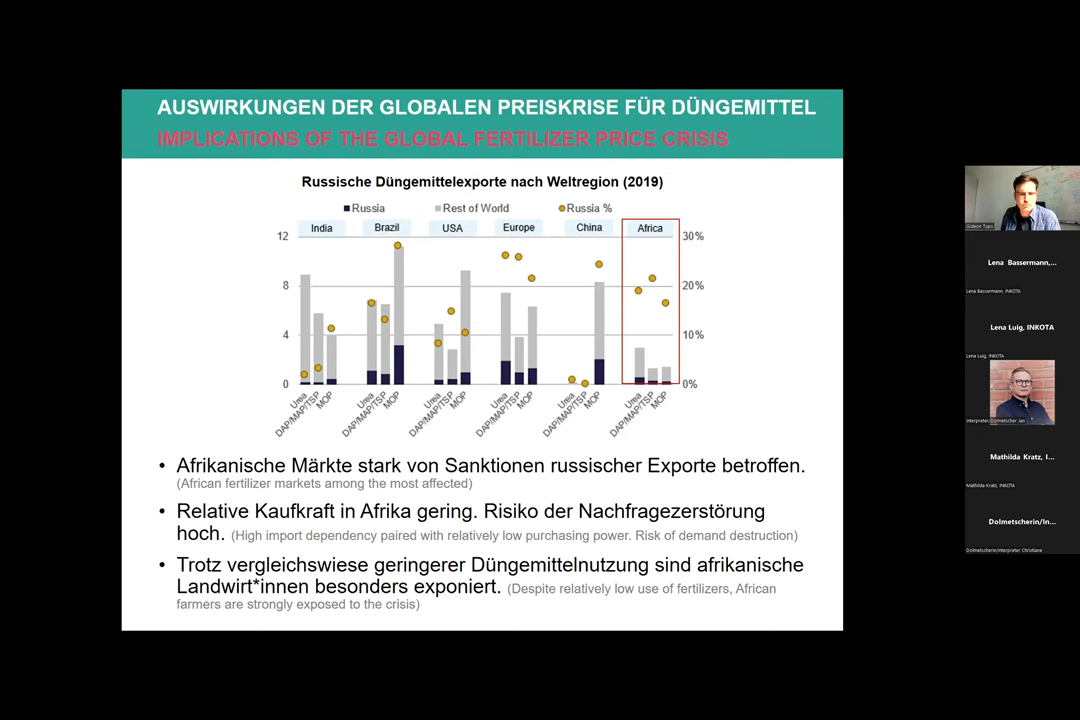 AUSWIRKUNGEN DER GLOBALEN PREISKRISE FÜR DÜNGEMITTEL
IMPLICATIONS OF THE GLOBAL FERTILIZER PRICE CRISIS
Russische Düngemittelexporte nach Weltregion (2019)
Russia Rest of World Russia %
India Brazil USA Europe China Africa
12 30%
8 20%
4 10%
0 0%
Urea DAP/MAP/TSP MOP Urea DAP/MAP/TSP MOP Urea DAP/MAP/TSP MOP Urea DAP/MAP/TSP MOP Urea DAP/MAP/TSP MOP Urea DAP/MAP/TSP MOP
• Afrikanische Märkte stark von Sanktionen russischer Exporte betroffen.
(African fertilizer markets among the most affected)
• Relative Kaufkraft in Afrika gering. Risiko der Nachfragezerstörung
hoch. (High import dependency paired with relatively low purchasing power. Risk of demand destruction)
• Trotz vergleichswiese geringerer Düngemittelnutzung sind afrikanische
Landwirt*innen besonders exponiert. (Despite relatively low use of fertilizers, African
farmers are strongly exposed to the crisis)
Gideon Tups
Lena Bassermann,...
Lena Bassermann, INKOTA
Lena Luig, INKOTA
Lena Luig, INKOTA
Interpreter/Dolmetscher Jan
Mathilda Kratz, I...
Mathilda Kratz, INKOTA
Dolmetscherin/In...
Dolmetscherin/Interpreter Christiane